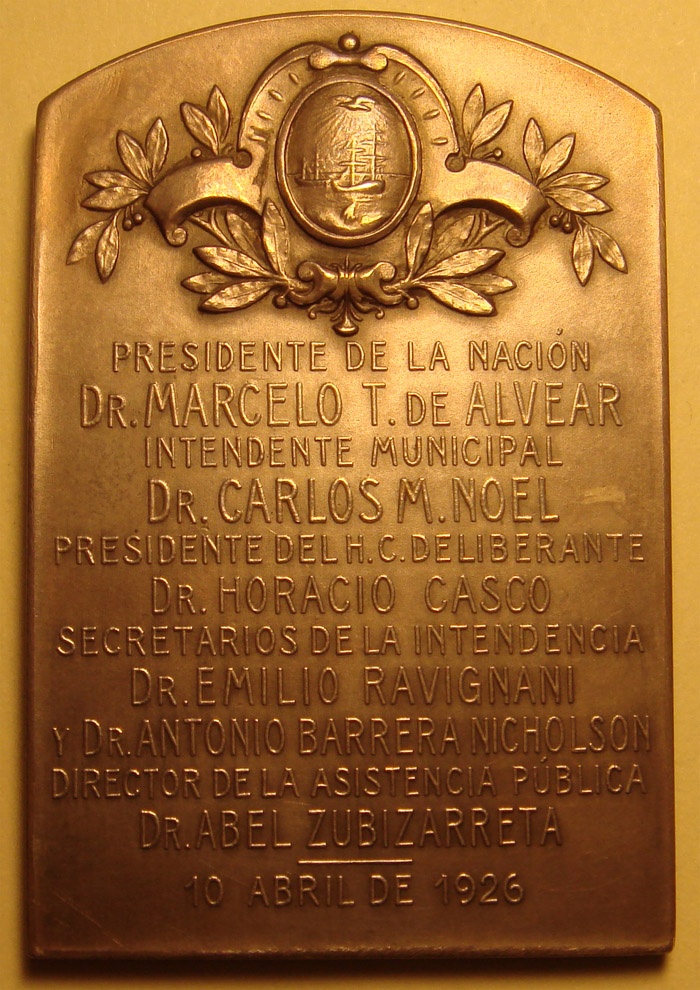 PRESIDENTE DE LA NACIÓN
DR. MARCELO T. DE ALVEAR
INTENDENTE MUNICIPAL
DR. CARLOS M. NOEL
PRESIDENTE DEL H. C. DELIBERANTE
DR. HORACIO CASCO
SECRETARIOS DE LA INTENDENCIA
DR. EMILIO RAVIGNANI
Y DR. ANTONIO BARRERA NICHOLSON
DIRECTOR DE LA ASISTENCIA PÚBLICA
DR. ABEL ZUBIZARRETA
10 ABRIL DE 1926